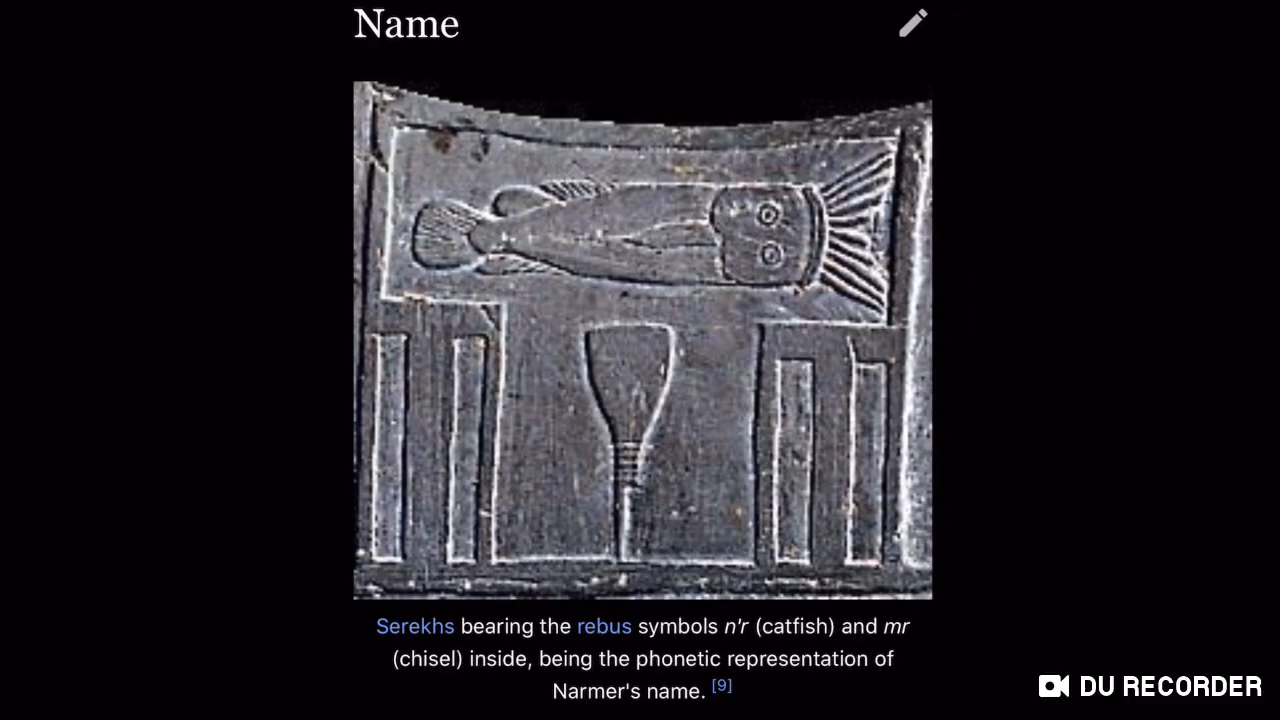 Name
Serekhs bearing the rebus symbols n'r (catfish) and mr
(chisel) inside, being the phonetic representation of
Narmer's name. [9]
DU RECORDER